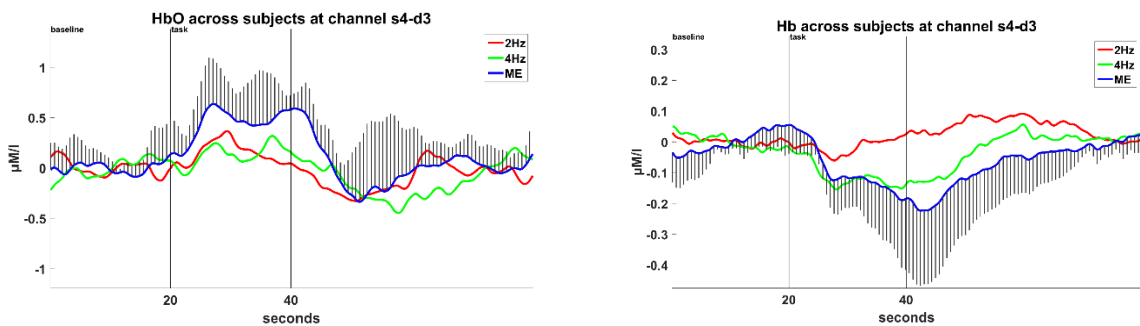 HbO across subjects at channel s4-d3
baseline
task
2Hz
4Hz
ME
1
0.5
0
-0.5
-1
µM/l
20
40
seconds
Hb across subjects at channel s4-d3
baseline
task
2Hz
4Hz
ME
0.3
0.2
0.1
0
-0.1
-0.2
-0.3
-0.4
µM/l
20
40
seconds